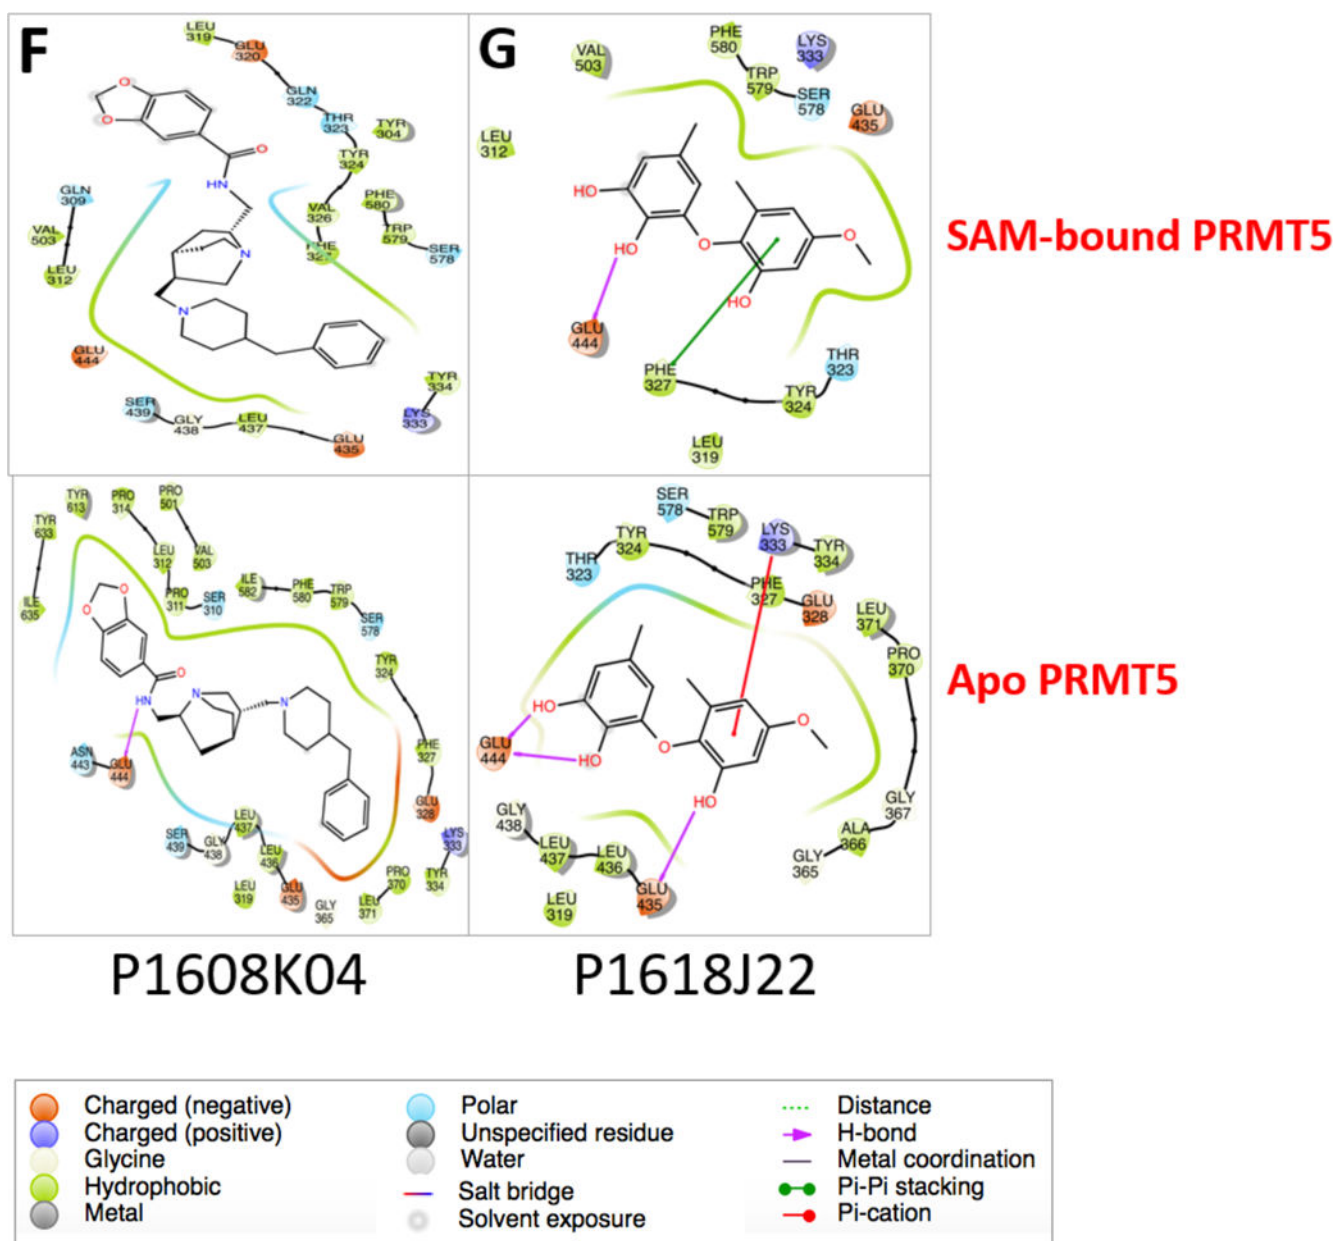 F
LEU 319
GLU 320
GLN 322
THR 323
TYR 304
TYR 324
GLN 309
VAL 326
PHE 580
VAL 503
PHE 327
TRP 579
SER 578
LEU 312
O
O
O
HN
N
N
GLU 444
TYR 334
SER 439
GLY 438
LEU 437
LYS 333
GLU 435
G
VAL 503
PHE 580
LYS 333
TRP 579
SER 578
GLU 435
LEU 312
HO
HO
O
O
HO
GLU 444
PHE 327
THR 323
TYR 324
LEU 319
SAM-bound PRMT5
TYR 613
PRO 314
PRO 501
TYR 633
LEU 312
VAL 503
ILE 635
PRO 311
SER 310
ILE 582
PHE 580
TRP 579
SER 578
TYR 324
O
O
O
HN
N
N
ASN 443
GLU 444
PHE 327
GLU 328
SER 439
GLY 438
LEU 437
LEU 436
LYS 333
LEU 319
GLU 435
GLY 365
LEU 371
PRO 370
TYR 334
SER 578
TRP 579
LYS 333
TYR 334
THR 323
TYR 324
PHE 327
GLU 328
LEU 371
PRO 370
HO
HO
O
O
HO
GLU 444
GLY 438
LEU 437
LEU 436
GLU 435
LEU 319
GLY 367
ALA 366
GLY 365
Apo PRMT5
P1608K04
P1618J22
Charged (negative)
Charged (positive)
Glycine
Hydrophobic
Metal
Polar
Unspecified residue
Water
Salt bridge
Solvent exposure
Distance
H-bond
Metal coordination
Pi-Pi stacking
Pi-cation